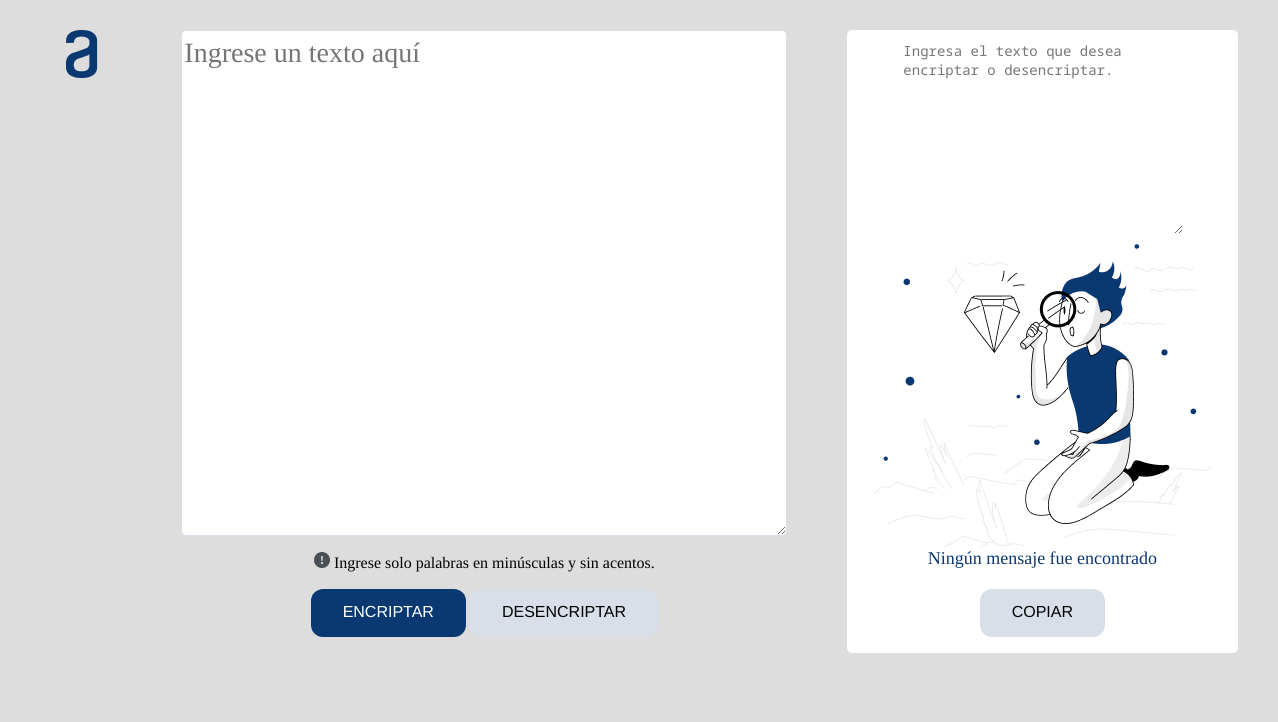 a
Ingrese un texto aquí
Ingrese solo palabras en minúsculas y sin acentos.
ENCRIPTAR
DESENCRIPTAR
Ingresa el texto que desea
encriptar o desencriptar.
Ningún mensaje fue encontrado
COPIAR